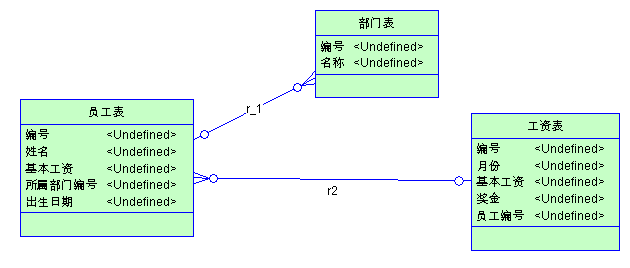 部门表
编号 <Undefined>
名称 <Undefined>
r_1
员工表
编号 <Undefined>
姓名 <Undefined>
基本工资 <Undefined>
所属部门编号 <Undefined>
出生日期 <Undefined>
r2
工资表
编号 <Undefined>
月份 <Undefined>
基本工资 <Undefined>
奖金 <Undefined>
员工编号 <Undefined>